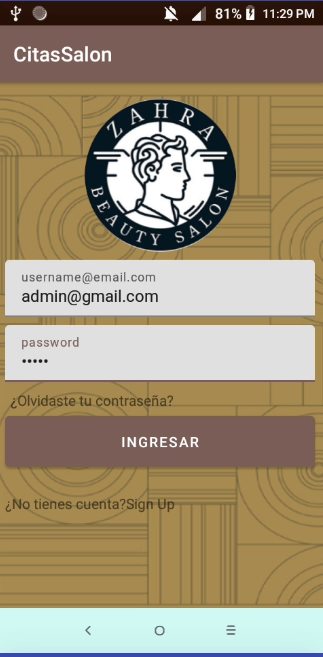 81% 11:29 PM
CitasSalon
ZAHRA
BEAUTY SALON
username@email.com
admin@gmail.com
password
•••••
¿Olvidaste tu contraseña?
INGRESAR
¿No tienes cuenta?Sign Up